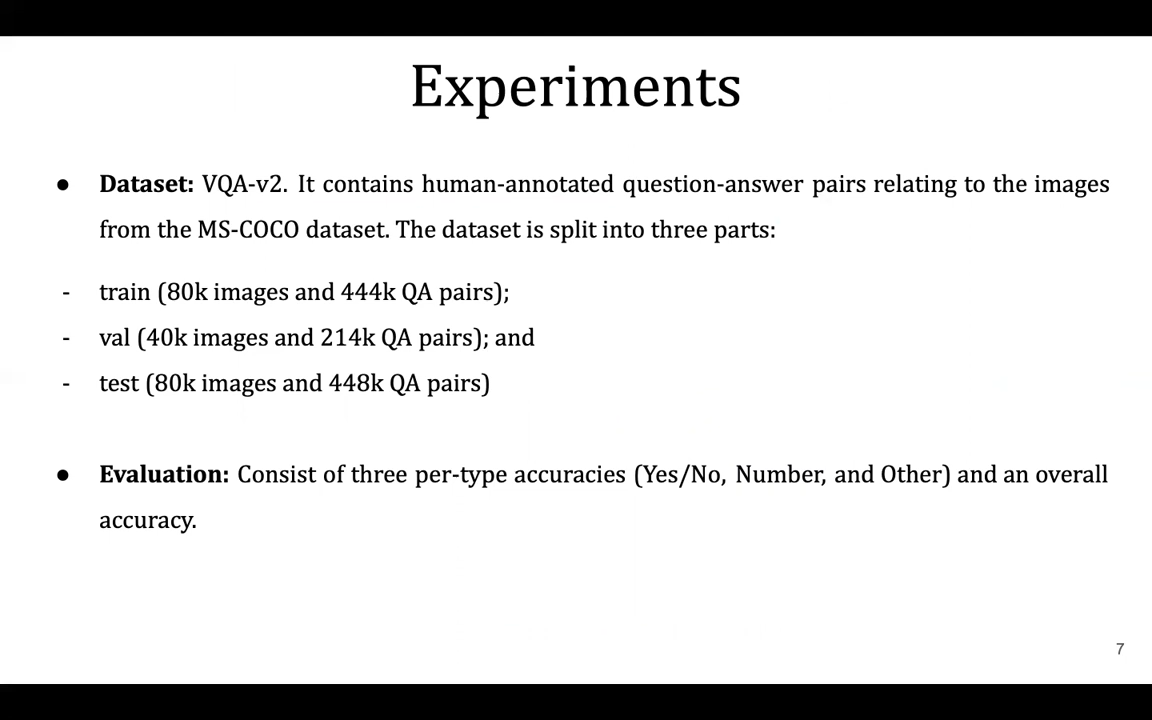 Experiments
● Dataset: VQA-v2. It contains human-annotated question-answer pairs relating to the images
from the MS-COCO dataset. The dataset is split into three parts:
- train (80k images and 444k QA pairs);
- val (40k images and 214k QA pairs); and
- test (80k images and 448k QA pairs)
● Evaluation: Consist of three per-type accuracies (Yes/No, Number, and Other) and an overall
accuracy.
7